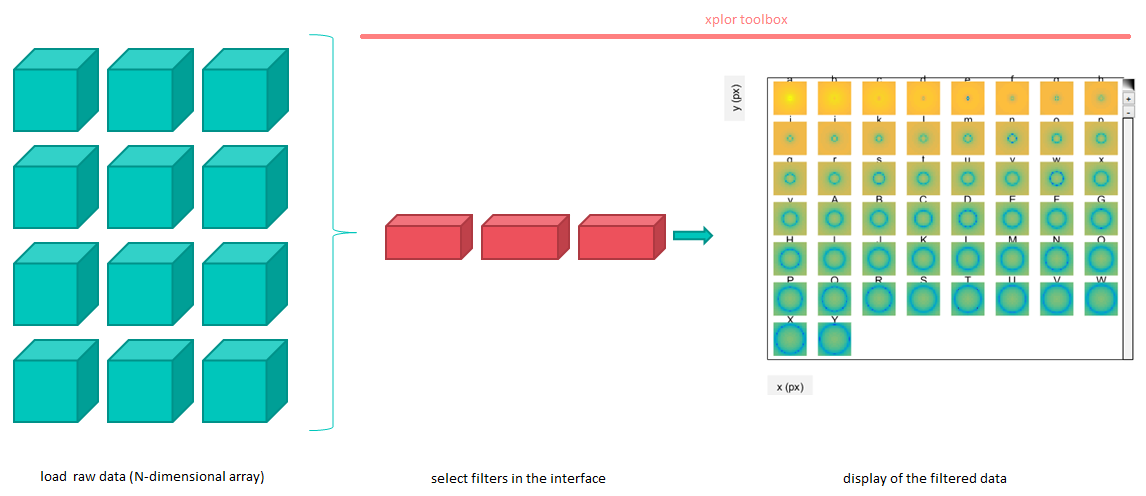 xplor toolbox
y (px)
a h c d e f g h
i j k l m n o p
q r s t u v w x
y A B C D E F G
H I J K L M N O
P Q R S T U V W
X Y
+
-
x (px)
load raw data (N-dimensional array)
select filters in the interface
display of the filtered data